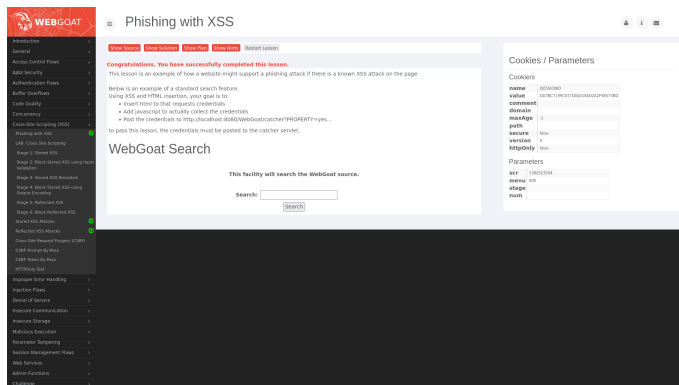 WEBGOAT
Phishing with XSS
Introduction
General
Access Control Flaws
AJAX Security
Authentication Flaws
Buffer Overflows
Code Quality
Concurrency
Cross-Site Scripting (XSS)
Phishing with XSS
LAB: Cross Site Scripting
Stage 1: Stored XSS
Stage 2: Block Stored XSS using Input
Validation
Stage 3: Stored XSS Revisited
Stage 4: Block Stored XSS using
Output Encoding
Stage 5: Reflected XSS
Stage 6: Block Reflected XSS
Stored XSS Attacks
Reflected XSS Attacks
Cross Site Request Forgery (CSRF)
CSRF Prompt By-Pass
CSRF Token By-Pass
HTTPOnly Test
Improper Error Handling
Injection Flaws
Denial of Service
Insecure Communication
Insecure Storage
Malicious Execution
Parameter Tampering
Session Management Flaws
Web Services
Admin Functions
Challenge
Show Source Show Solution Show Plan Show Hints Restart Lesson
Congratulations. You have successfully completed this lesson.
This lesson is an example of how a website might support a phishing attack if there is a known XSS attack on the page
Below is an example of a standard search feature.
Using XSS and HTML insertion, your goal is to:
• Insert html to that requests credentials
• Add javascript to actually collect the credentials
• Post the credentials to http://localhost:8080/WebGoat/catcher?PROPERTY=yes...
to pass this lesson, the credentials must be posted to the catcher servlet.
WebGoat Search
This facility will search the WebGoat source.
Search:
Search
Cookies / Parameters
Cookiers
name JSESSIONID
value
comment
domain
maxAge -1
path
secure false
version 0
httpOnly false
Parameters
scr
menu 900
stage
num